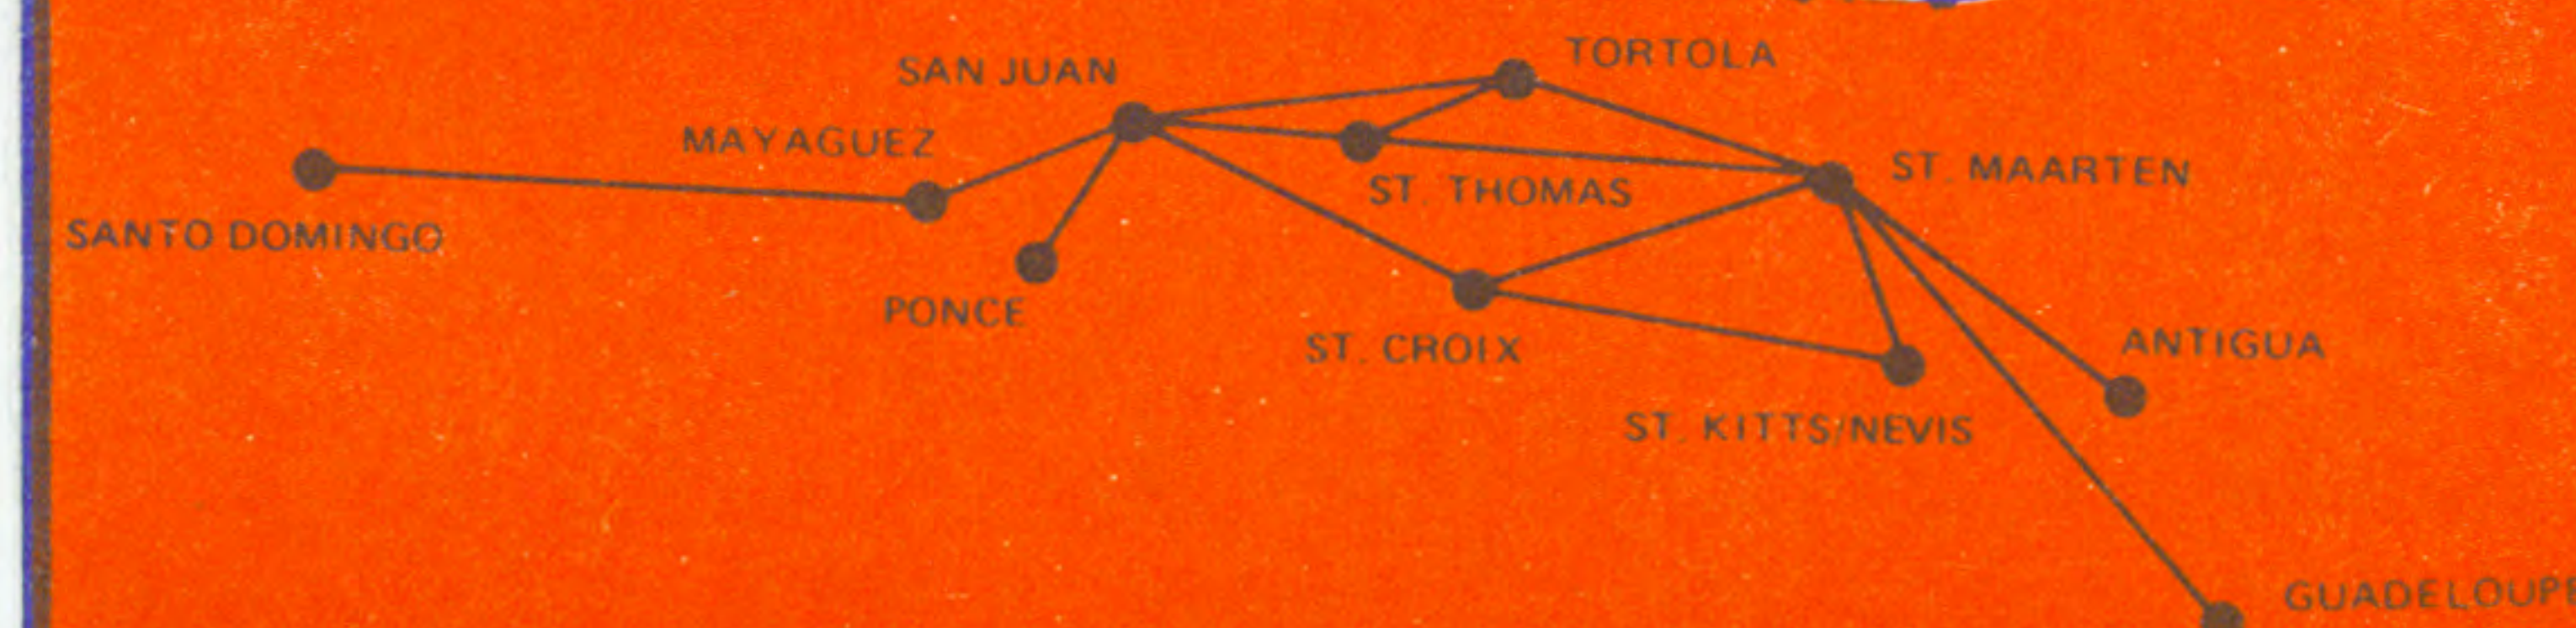 TORTOLA
SAN JUAN
MAYAGUEZ
ST. MAARTEN
ST. THOMAS
SANTO DOMINGO
PONCE
ST. CROIX
ANTIGUA
ST. KITTS/NEVIS
GUADELOUPE